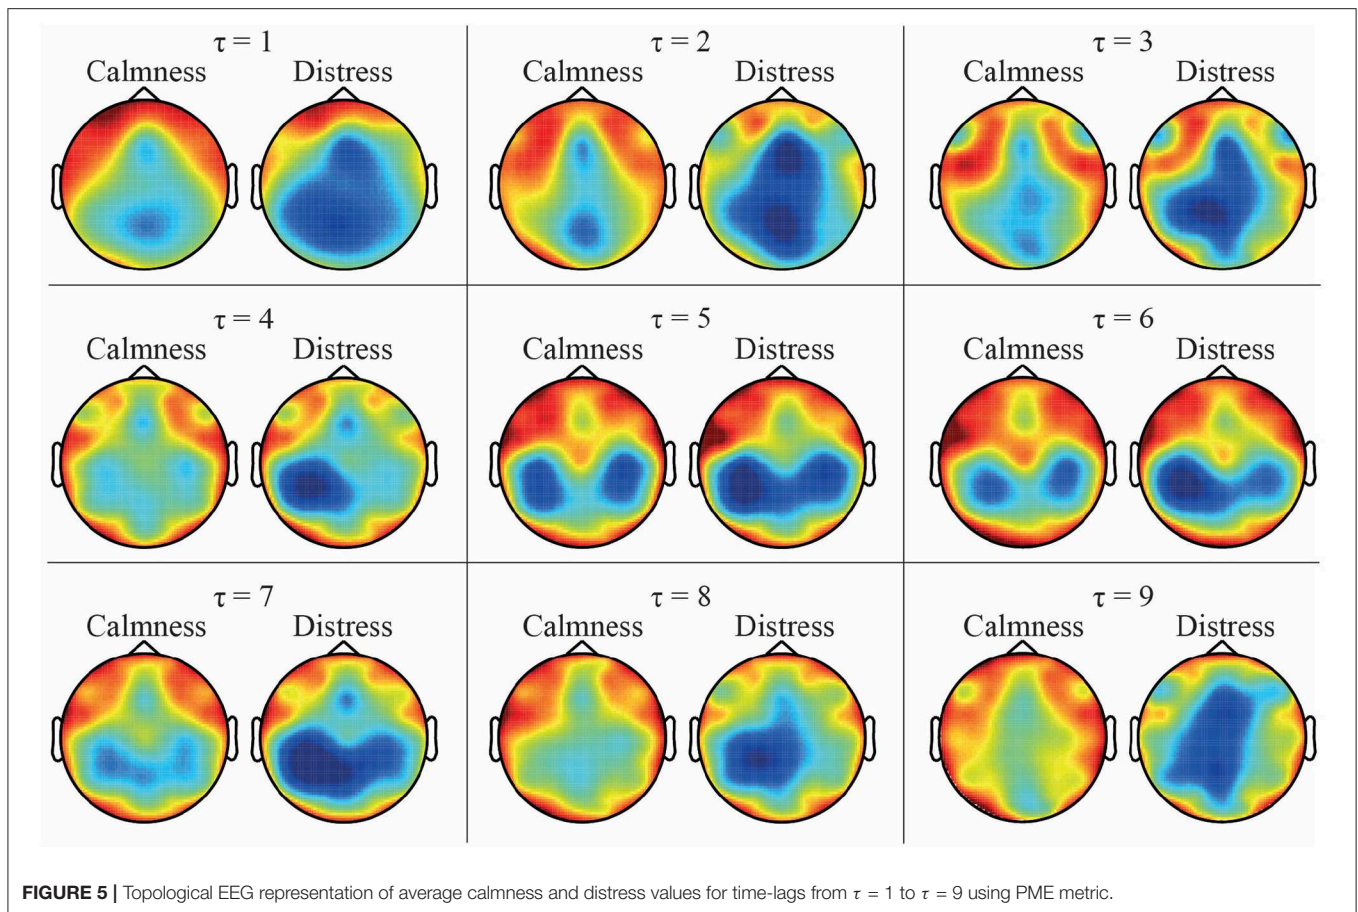 τ = 1
Calmness Distress
τ = 2
Calmness Distress
τ = 3
Calmness Distress
τ = 4
Calmness Distress
τ = 5
Calmness Distress
τ = 6
Calmness Distress
τ = 7
Calmness Distress
τ = 8
Calmness Distress
τ = 9
Calmness Distress
FIGURE 5 | Topological EEG representation of average calmness and distress values for time-lags from τ = 1 to τ = 9 using PME metric.